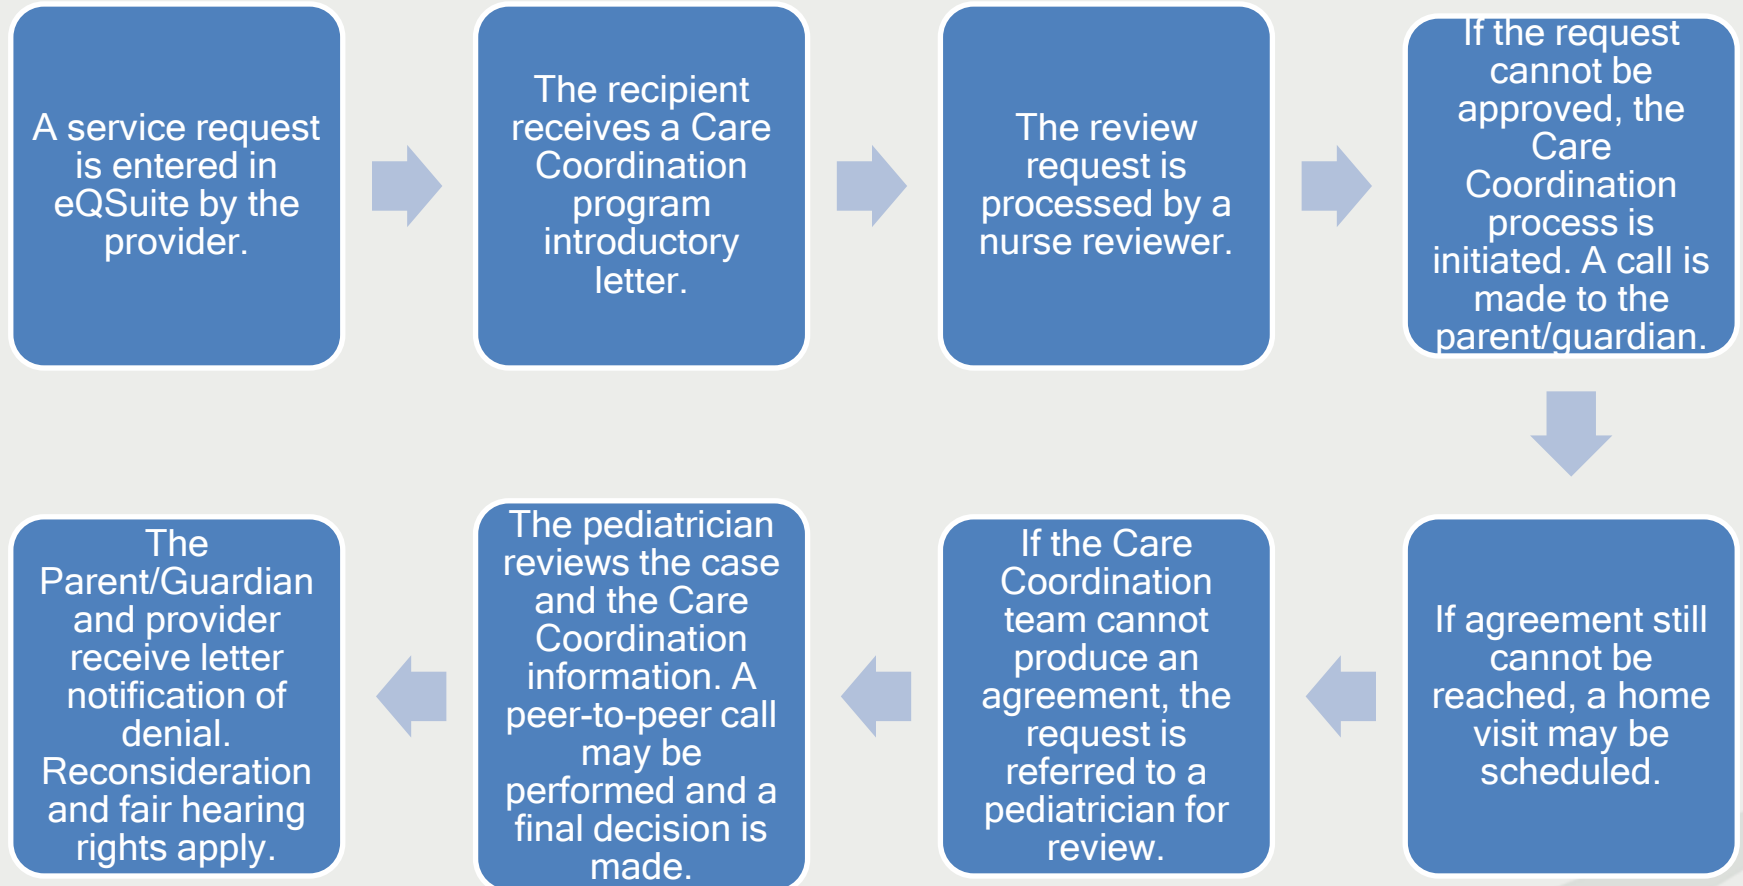 A service request
is entered in
eQSuite by the
provider.
The recipient
receives a Care
Coordination
program
introductory
letter.
The review
request is
processed by a
nurse reviewer.
If the request
cannot be
approved, the
Care
Coordination
process is
initiated. A call is
made to the
parent/guardian.
If agreement still
cannot be
reached, a home
visit may be
scheduled.
If the Care
Coordination
team cannot
produce an
agreement, the
request is
referred to a
pediatrician for
review.
The pediatrician
reviews the case
and the Care
Coordination
information. A
peer-to-peer call
may be
performed and a
final decision is
made.
The
Parent/Guardian
and provider
receive letter
notification of
denial.
Reconsideration
and fair hearing
rights apply.